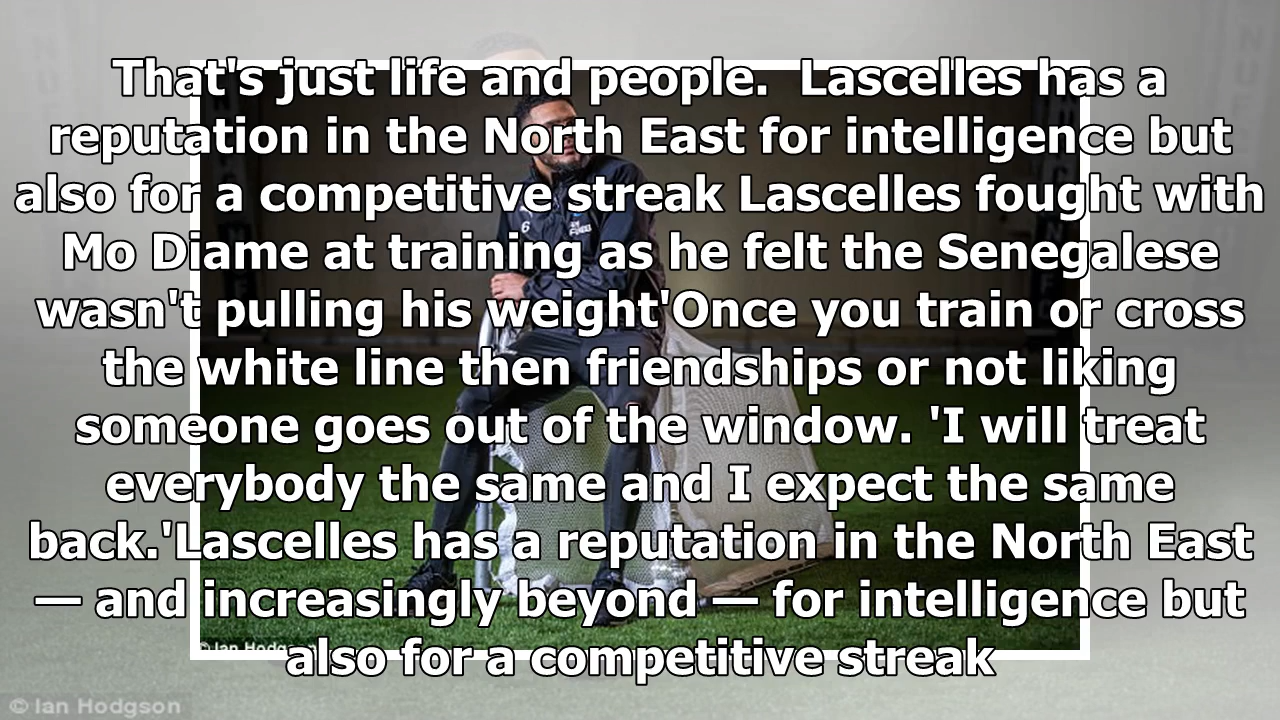 That's just life and people.  Lascelles has a
reputation in the North East for intelligence but
also for a competitive streak Lascelles fought with
Mo Diame at training as he felt the Senegalese
wasn't pulling his weight'Once you train or cross
the white line then friendships or not liking
someone goes out of the window. 'I will treat
everybody the same and I expect the same
back.'Lascelles has a reputation in the North East
— and increasingly beyond — for intelligence but
also for a competitive streak
6
© Ian Hodgson